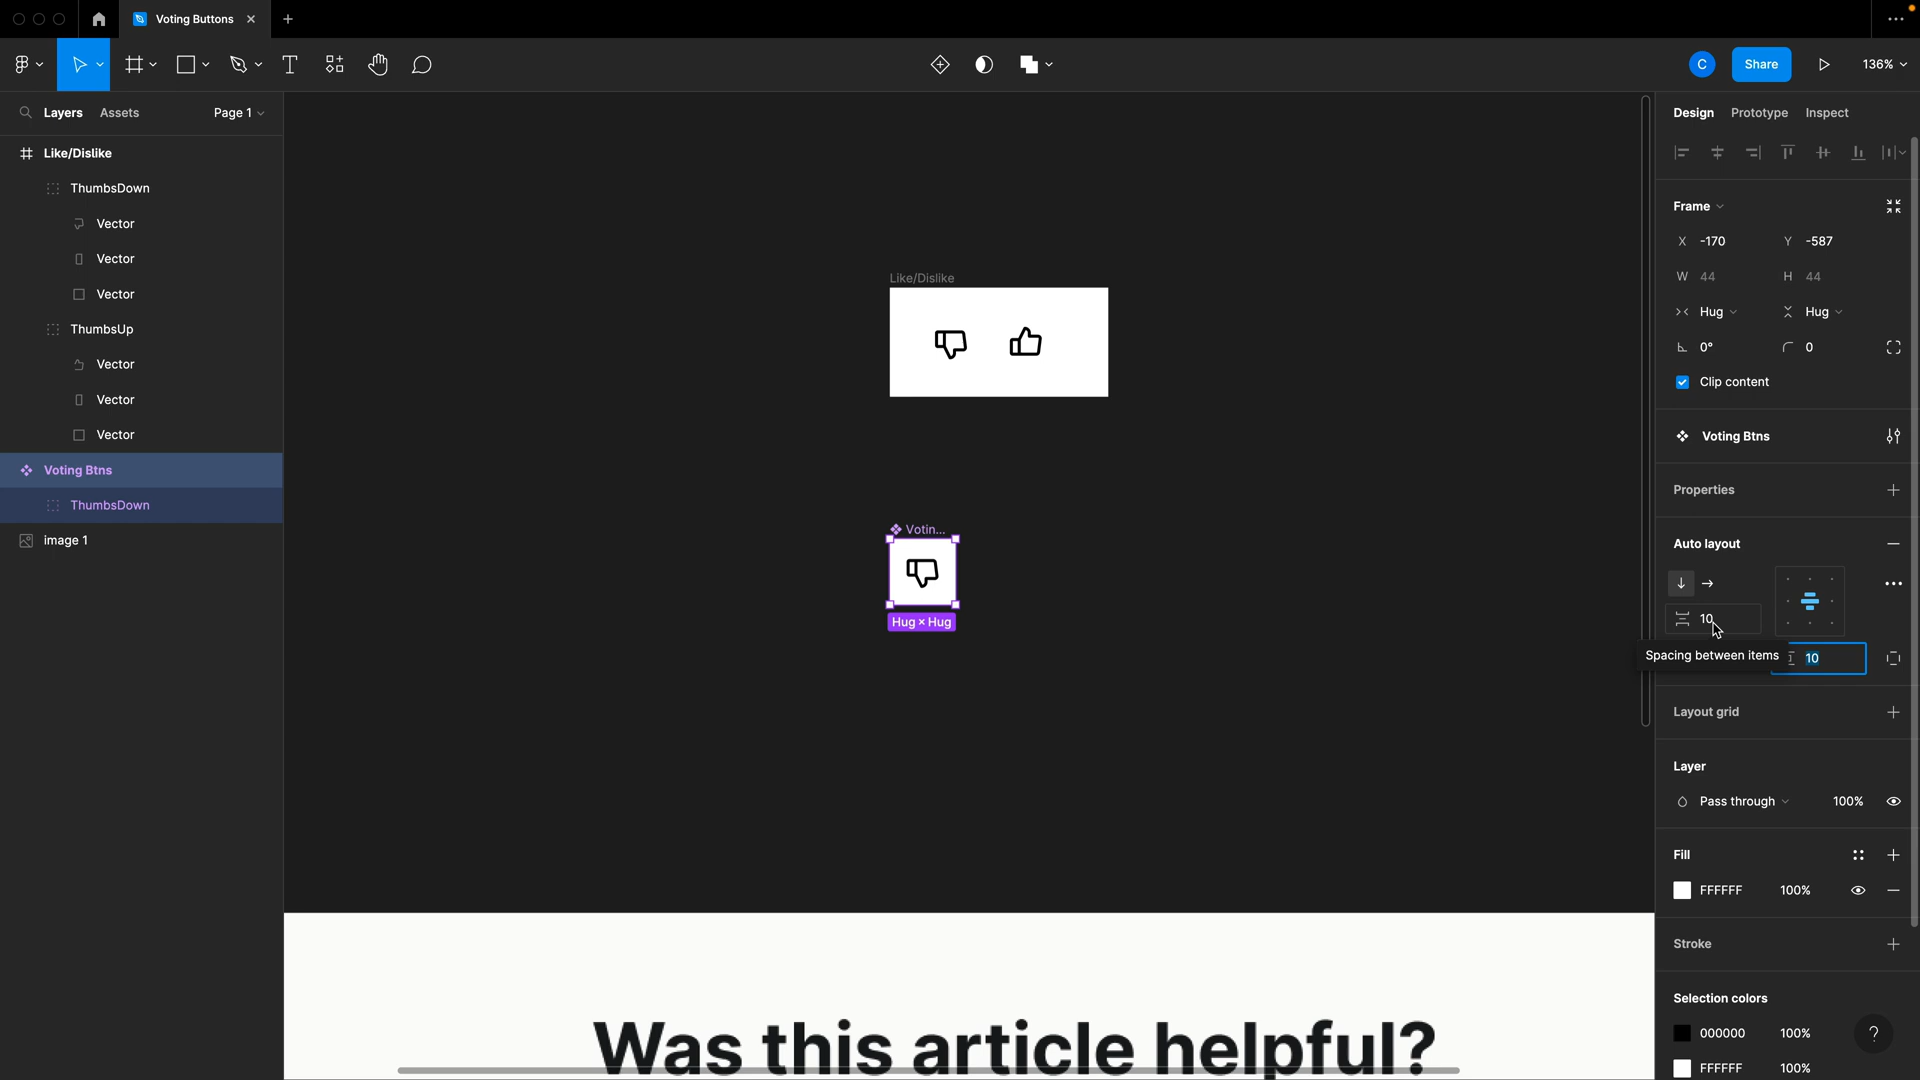 Voting Buttons
C
Share
136%
Layers
Assets
Page 1
Design
Prototype
Inspect
Like/Dislike
ThumbsDown
Vector
Vector
Vector
ThumbsUp
Vector
Vector
Vector
Voting Btns
ThumbsDown
image 1
Like/Dislike
Votin...
Hug × Hug
Was this article helpful?
Frame
X -170
Y -587
W 44
H 44
Hug
Hug
0°
0
Clip content
Voting Btns
Properties
Auto layout
10
Spacing between items
10
Layout grid
Layer
Pass through
100%
Fill
FFFFFF
100%
Stroke
Selection colors
000000
100%
?
FFFFFF
100%